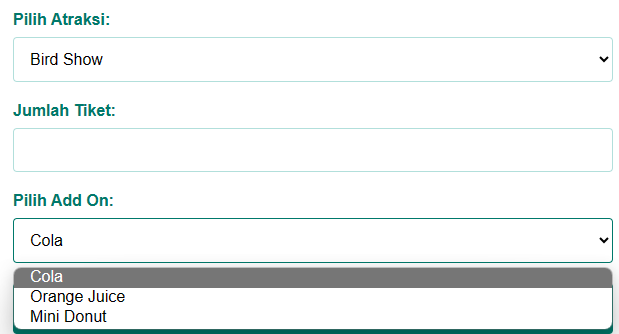 Pilih Atraksi:
Bird Show
Jumlah Tiket:
Pilih Add On:
Cola
Cola
Orange Juice
Mini Donut